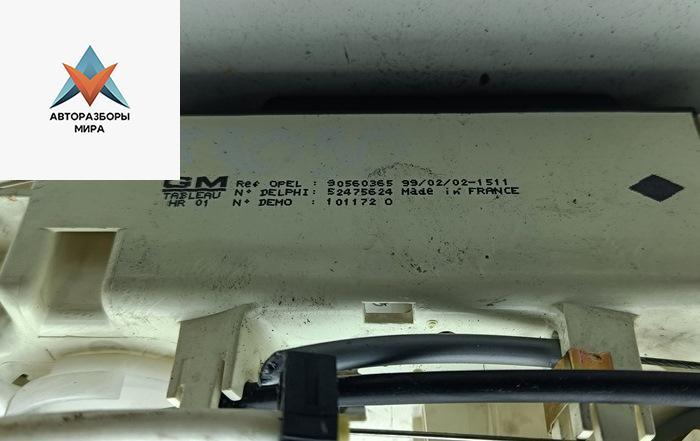 АВТОРАЗБОРЫ
МИРА
GM
TABLEAU
HR 01
Ref OPEL : 90560365 99/02/02-1511
N° DELPHI: 52475624 Made in FRANCE
N° DEMO : 101172 0